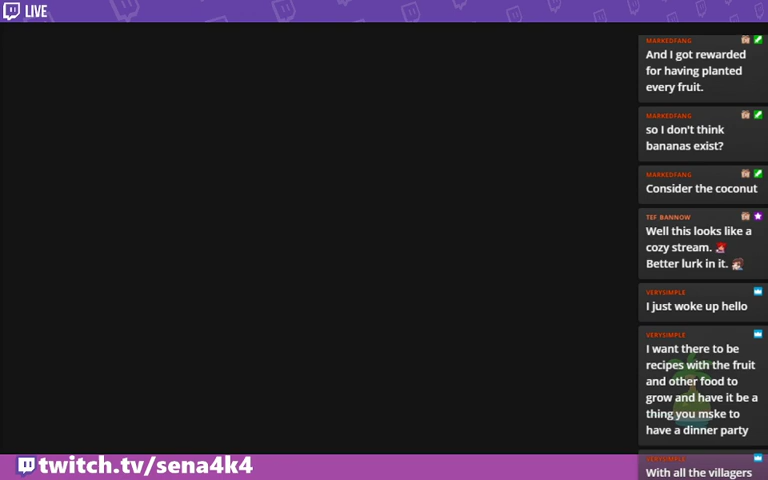 LIVE
MARKEDFANG
And I got rewarded
for having planted
every fruit.
MARKEDFANG
so I don't think
bananas exist?
MARKEDFANG
Consider the coconut
TEF BANNOW
Well this looks like a
cozy stream.
Better lurk in it.
VERYSIMPLE
I just woke up hello
VERYSIMPLE
I want there to be
recipes with the fruit
and other food to
grow and have it be a
thing you mske to
have a dinner party
VERYSIMPLE
With all the villagers
twitch.tv/sena4k4